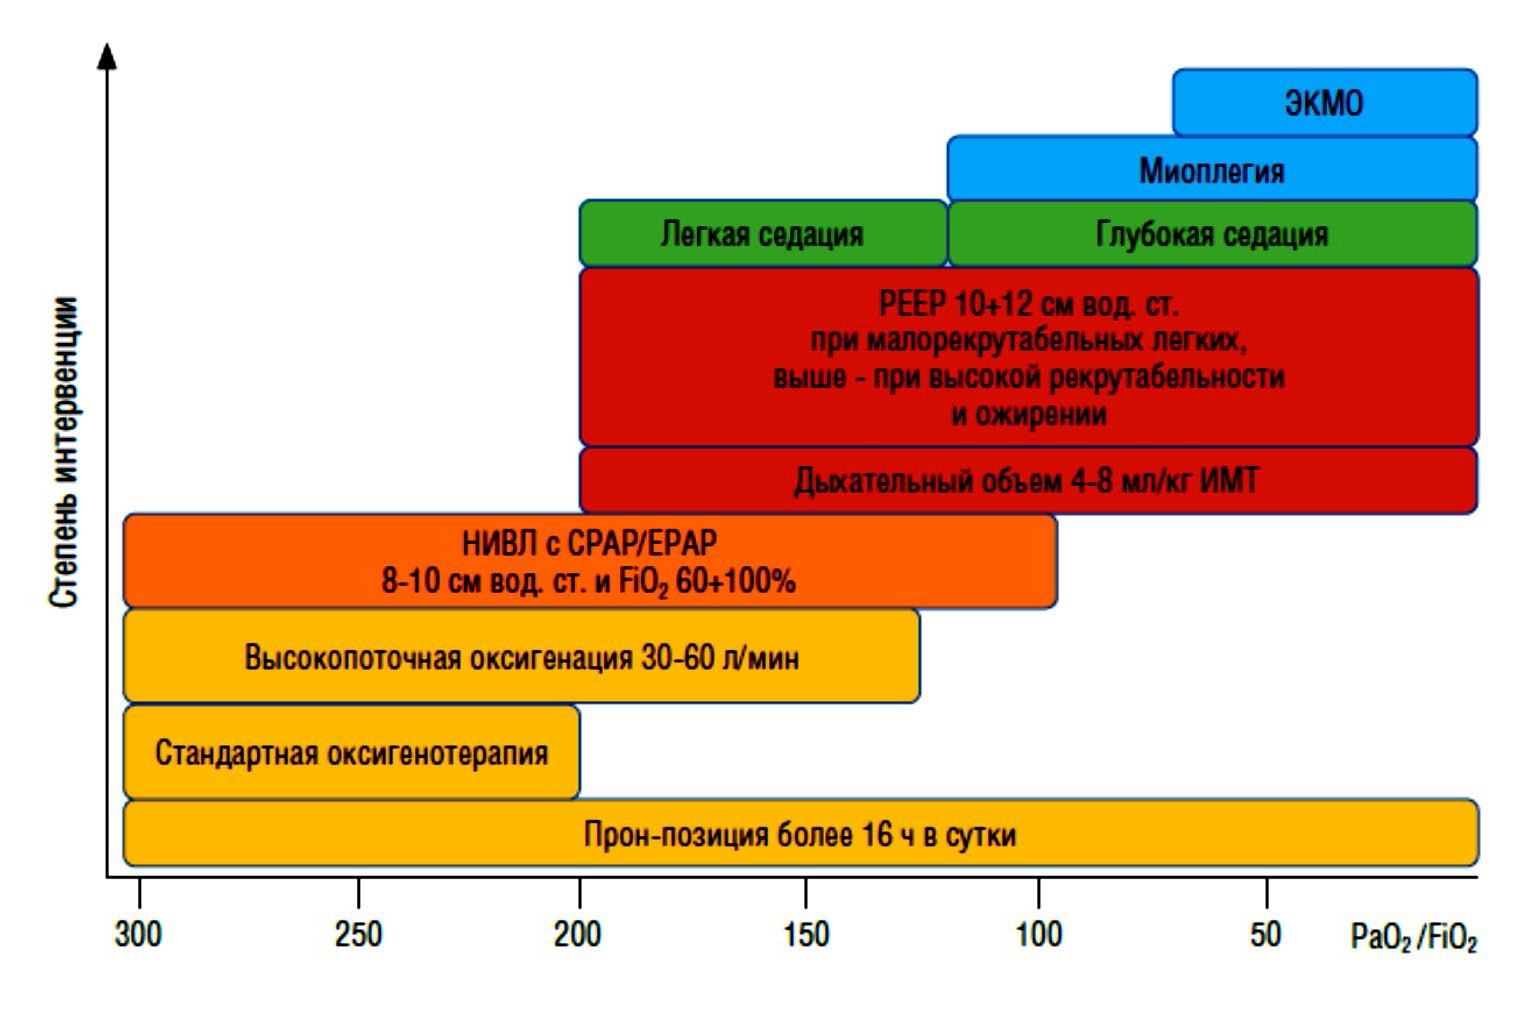 ЭКМО
Миоплегия
Легкая седация
Глубокая седация
PEEP 10+12 см вод. ст.
при малорекрутабельных легких,
выше - при высокой рекрутабельности
и ожирении
Дыхательный объем 4-8 мл/кг ИМТ
НИВЛ с CPAP/EPAP
8-10 см вод. ст. и FiO₂ 60+100%
Высокопоточная оксигенация 30-60 л/мин
Стандартная оксигенотерапия
Прон-позиция более 16 ч в сутки
Степень интервенции
300
250
200
150
100
50
PaO₂/FiO₂